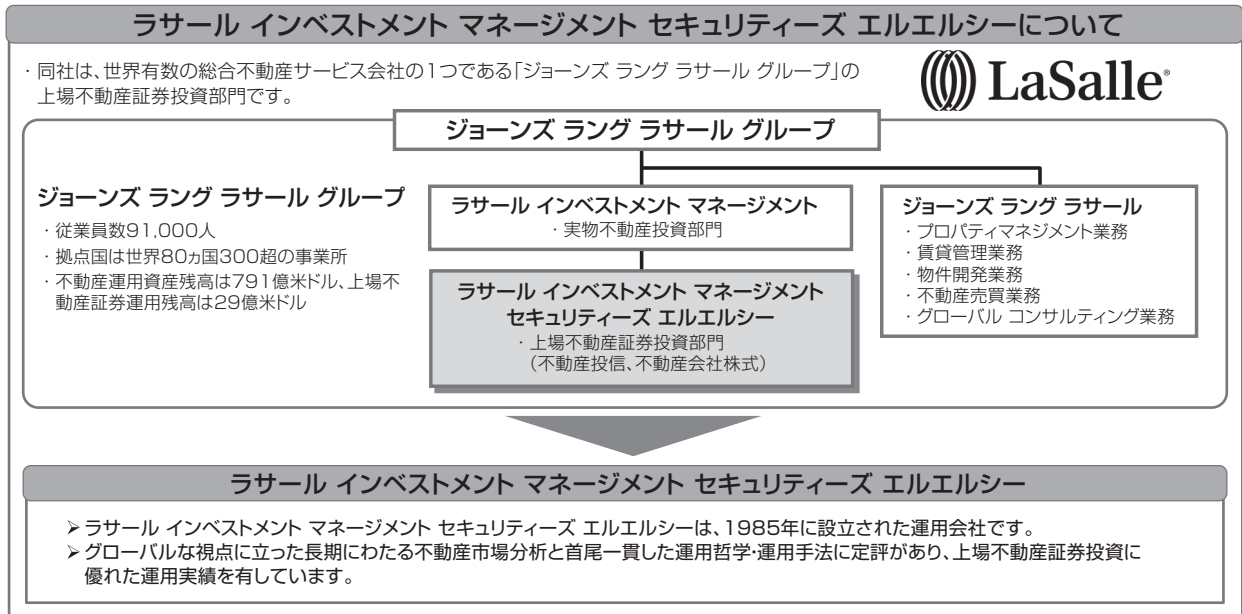 ラサール インベストメント マネージメント セキュリティーズ エルエルシーについて
・同社は、世界有数の総合不動産サービス会社の1つである「ジョーンズ ラング ラサール グループ」の
上場不動産証券投資部門です。
LaSalle®
ジョーンズ ラング ラサール グループ
ジョーンズ ラング ラサール グループ
・従業員数91,000人
・拠点国は世界80ヵ国300超の事業所
・不動産運用資産残高は791億米ドル、上場不
動産証券運用残高は29億米ドル
ラサール インベストメント マネージメント
・実物不動産投資部門
ラサール インベストメント マネージメント
セキュリティーズ エルエルシー
・上場不動産証券投資部門
（不動産投信、不動産会社株式）
ジョーンズ ラング ラサール
・プロパティマネジメント業務
・賃貸管理業務
・物件開発業務
・不動産売買業務
・グローバル コンサルティング業務
ラサール インベストメント マネージメント セキュリティーズ エルエルシー
➢ラサール インベストメント マネージメント セキュリティーズ エルエルシーは、1985年に設立された運用会社です。
➢グローバルな視点に立った長期にわたる不動産市場分析と首尾一貫した運用哲学・運用手法に定評があり、上場不動産証券投資に
優れた運用実績を有しています。